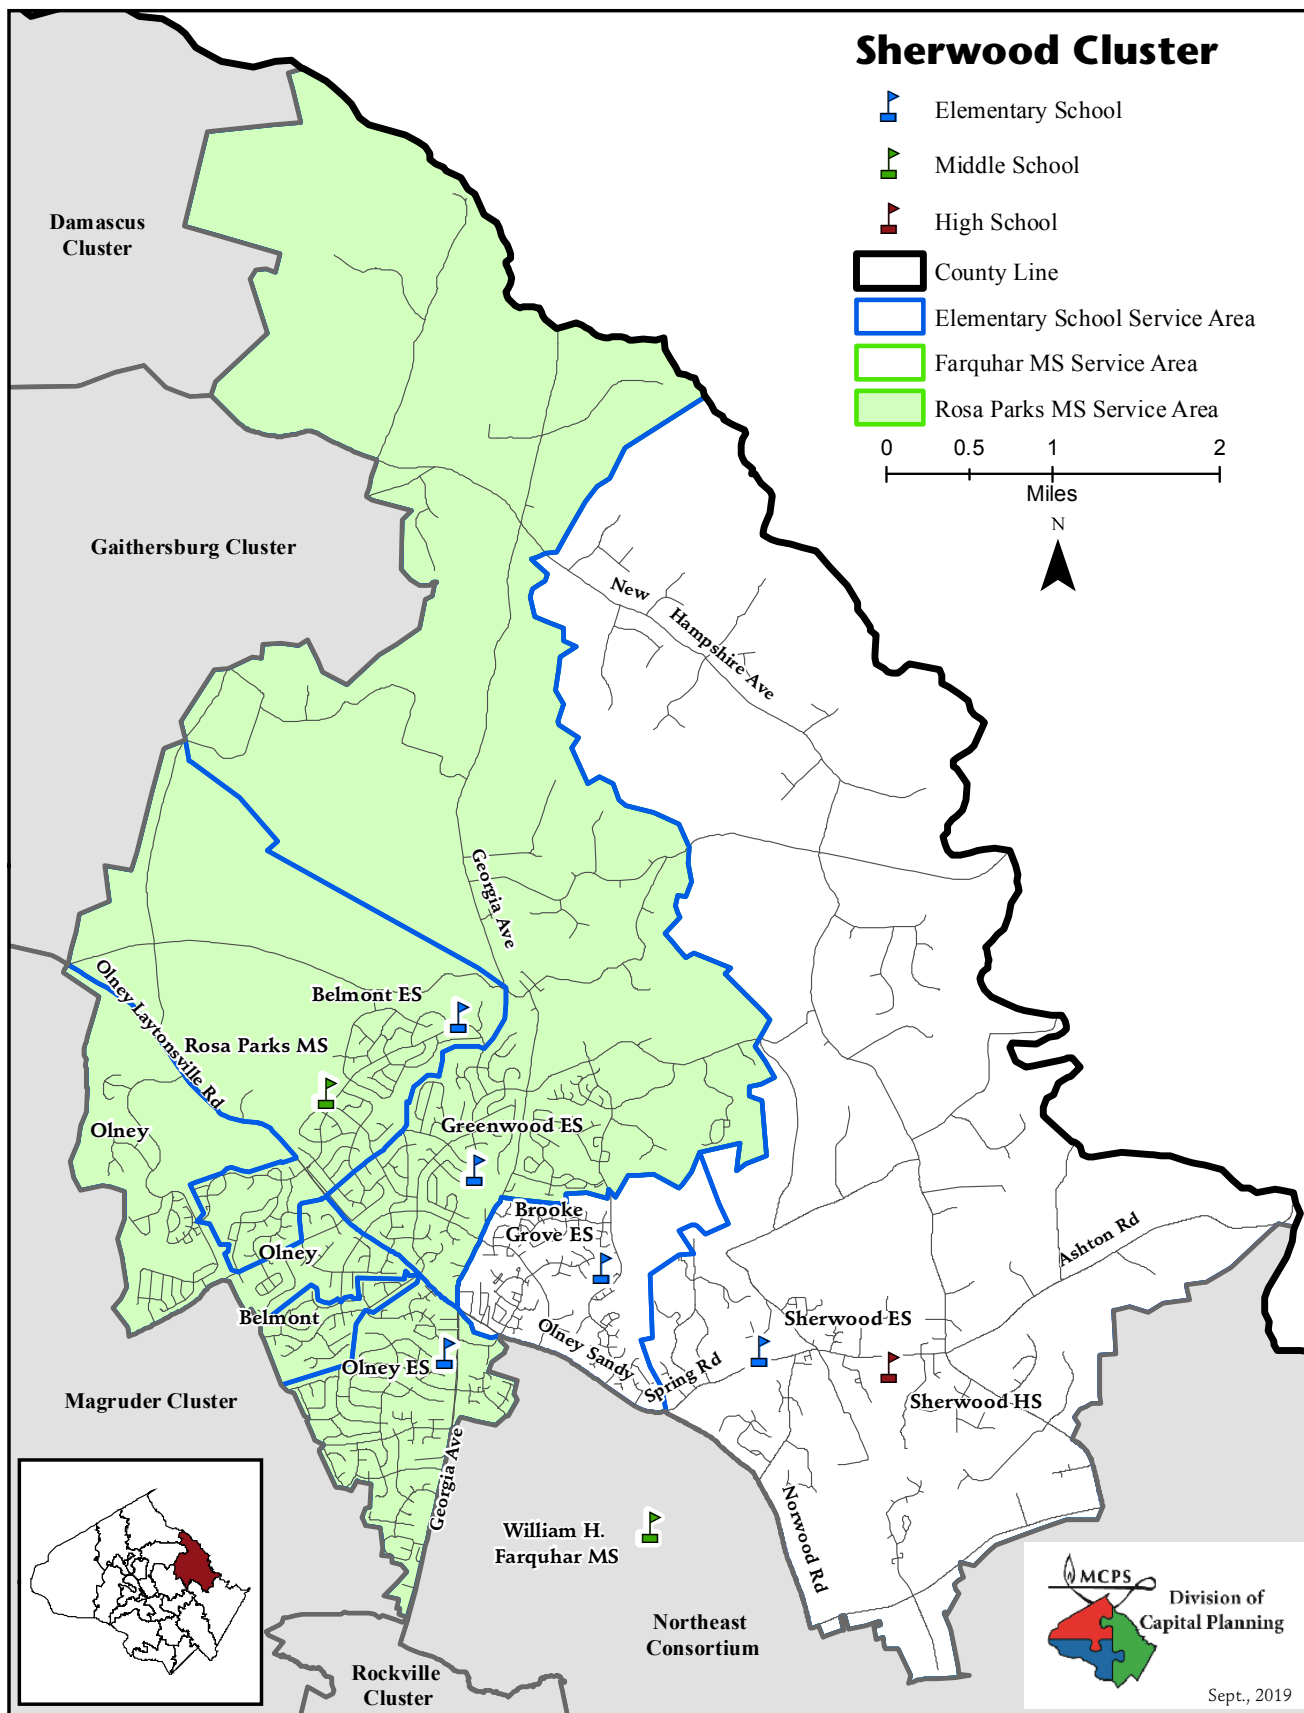 Sherwood Cluster
Elementary School
Middle School
High School
County Line
Elementary School Service Area
Farquhar MS Service Area
Rosa Parks MS Service Area
0 0.5 1 2
Miles
N
Damascus
Cluster
Gaithersburg Cluster
New
Hampshire Ave
Georgia Ave
Olney Laytonsville Rd
Belmont ES
Rosa Parks MS
Olney
Greenwood ES
Brooke
Grove ES
Olney
Belmont
Olney ES
Olney Sandy
Spring Rd
Sherwood ES
Ashton Rd
Sherwood HS
Magruder Cluster
Georgia Ave
Norwood Rd
William H.
Farquhar MS
Northeast
Consortium
Rockville
Cluster
MCPS
Division of
Capital Planning
Sept., 2019